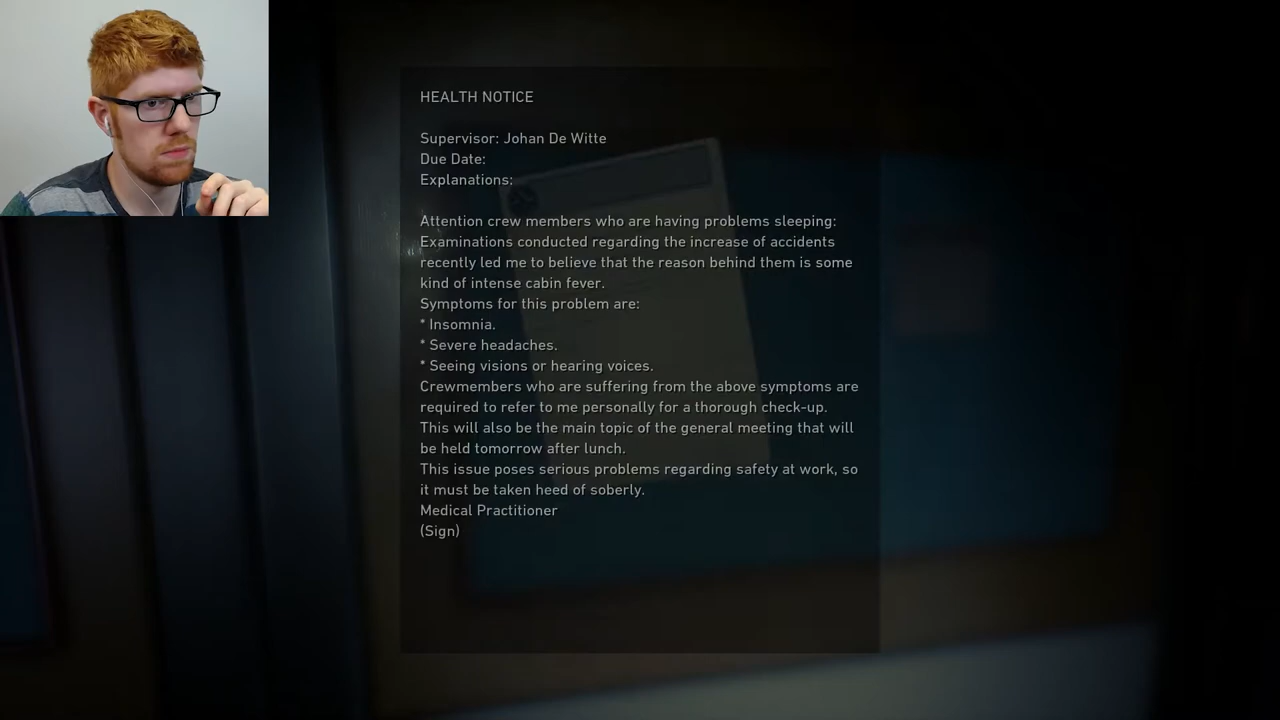 HEALTH NOTICE
Supervisor: Johan De Witte
Due Date:
Explanations:
Attention crew members who are having problems sleeping:
Examinations conducted regarding the increase of accidents
recently led me to believe that the reason behind them is some
kind of intense cabin fever.
Symptoms for this problem are:
* Insomnia.
* Severe headaches.
* Seeing visions or hearing voices.
Crewmembers who are suffering from the above symptoms are
required to refer to me personally for a thorough check-up.
This will also be the main topic of the general meeting that will
be held tomorrow after lunch.
This issue poses serious problems regarding safety at work, so
it must be taken heed of soberly.
Medical Practitioner
(Sign)